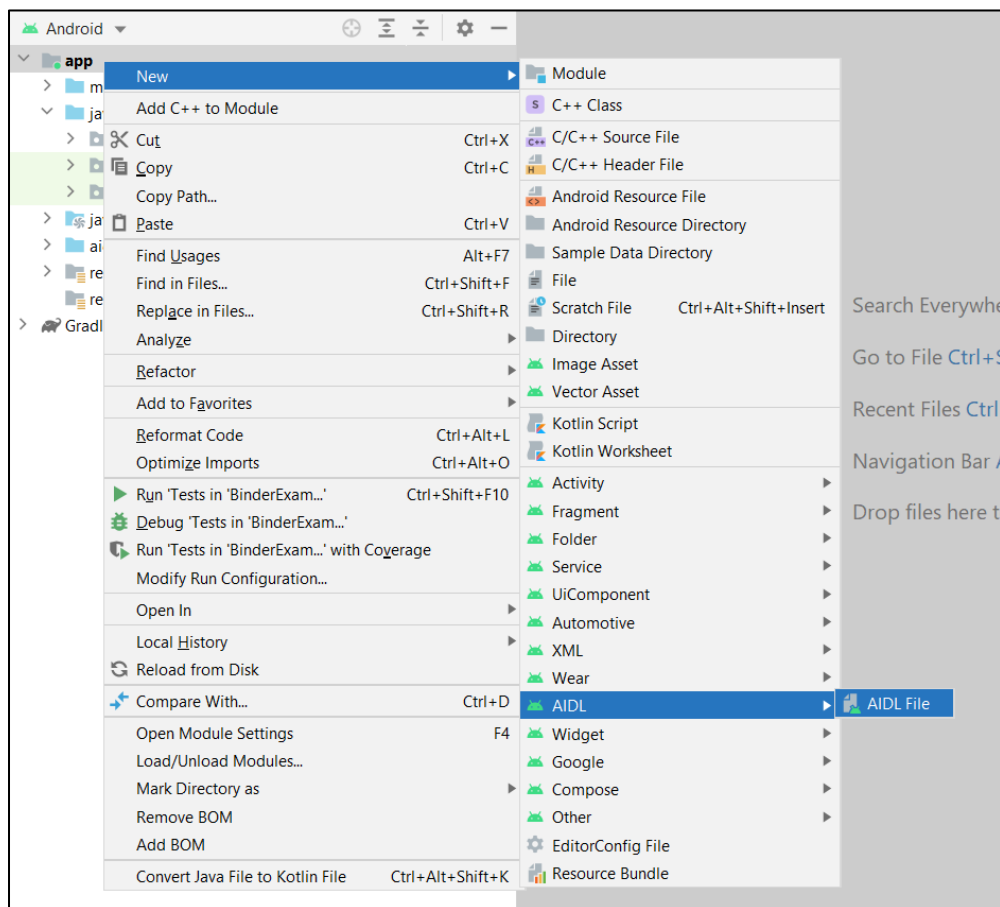 Android
app
m
ja
ja
ai
re
re
Gradl
New
Add C++ to Module
Cut Ctrl+X
Copy Ctrl+C
Copy Path...
Paste Ctrl+V
Find Usages Alt+F7
Find in Files... Ctrl+Shift+F
Replace in Files... Ctrl+Shift+R
Analyze
Refactor
Add to Favorites
Reformat Code Ctrl+Alt+L
Optimize Imports Ctrl+Alt+O
Run 'Tests in 'BinderExam...' Ctrl+Shift+F10
Debug 'Tests in 'BinderExam...'
Run 'Tests in 'BinderExam...' with Coverage
Modify Run Configuration...
Open In
Local History
Reload from Disk
Compare With... Ctrl+D
Open Module Settings F4
Load/Unload Modules...
Mark Directory as
Remove BOM
Add BOM
Convert Java File to Kotlin File Ctrl+Alt+Shift+K
Module
S C++ Class
C++ C/C++ Source File
H C/C++ Header File
Android Resource File
Android Resource Directory
Sample Data Directory
File
Scratch File Ctrl+Alt+Shift+Insert
Directory
Image Asset
Vector Asset
Kotlin Script
Kotlin Worksheet
Activity
Fragment
Folder
Service
UiComponent
Automotive
XML
Wear
AIDL
Widget
Google
Compose
Other
EditorConfig File
Resource Bundle
AIDL File
Search Everywhe
Go to File Ctrl+S
Recent Files Ctrl
Navigation Bar A
Drop files here t